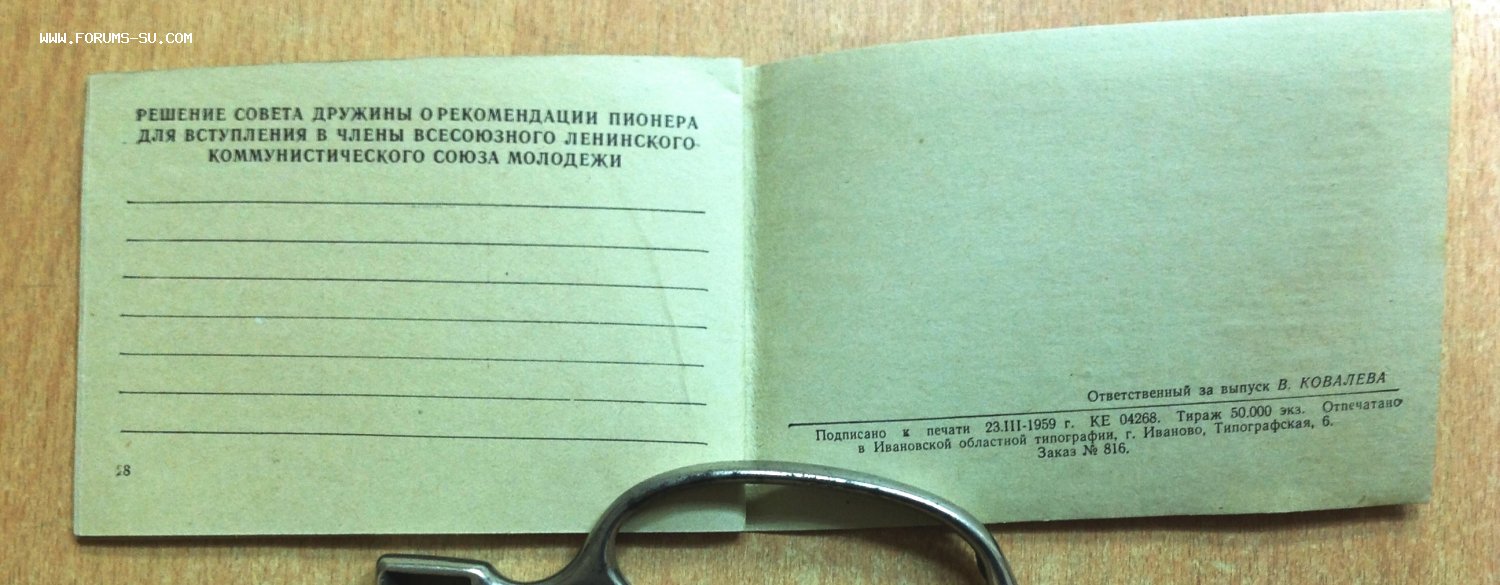 WWW.FORUMS-SU.COM
РЕШЕНИЕ СОВЕТА ДРУЖИНЫ О РЕКОМЕНДАЦИИ ПИОНЕРА
ДЛЯ ВСТУПЛЕНИЯ В ЧЛЕНЫ ВСЕСОЮЗНОГО ЛЕНИНСКОГО
КОММУНИСТИЧЕСКОГО СОЮЗА МОЛОДЕЖИ
Ответственный за выпуск В. КОВАЛЕВА
Подписано к печати 23.III-1959 г. КЕ 04268. Тираж 50.000 экз. Отпечатано
в Ивановской областной типографии, г. Иваново, Типографская, 6.
Заказ № 816.